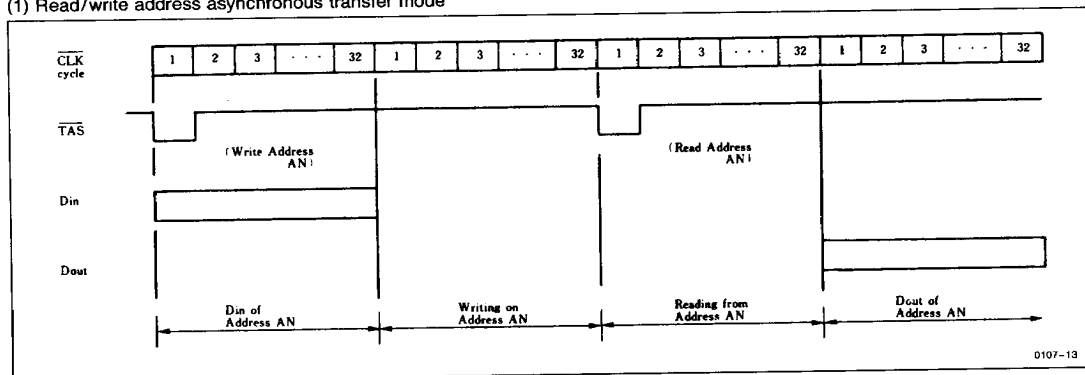 (1) Read/write address asynchronous transfer mode
CLK cycle 1 2 3 · · · 32 1 2 3 · · · 32 1 2 3 · · · 32 1 2 3 · · · 32
TAS
(Write Address
AN)
(Read Address
AN)
Din
Dout
Din of
Address AN
Writing on
Address AN
Reading from
Address AN
Dout of
Address AN
0107-13